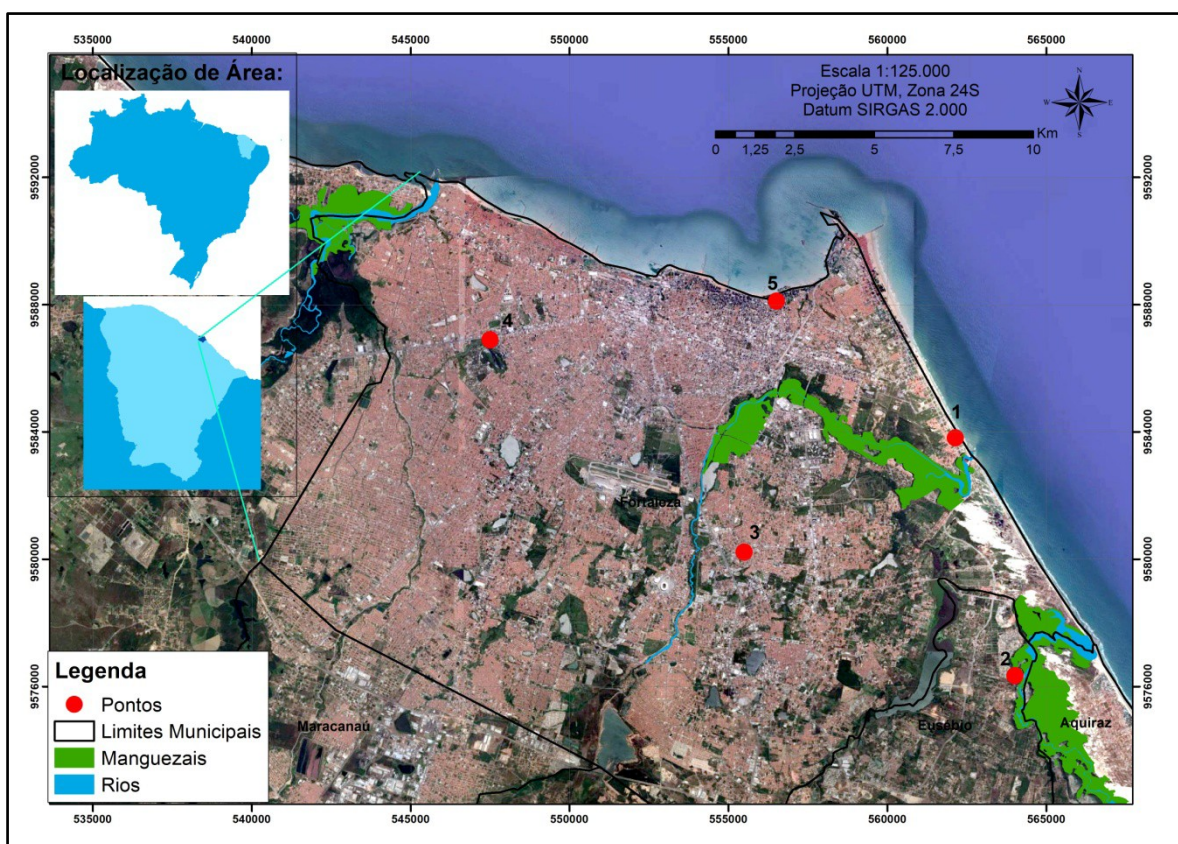 535000 540000 545000 550000 555000 560000 565000
Localização de Área:
Escala 1:125.000
Projeção UTM, Zona 24S
Datum SIRGAS 2.000
N
W E
S
Km
0 1,25 2,5 5 7,5 10
9592000 9592000
5
9588000 9588000
4
1
9584000 9584000
Fortaleza
3
9580000 9580000
2
9576000 9576000
Maracanaú Eusébio Aquiraz
Legenda
Pontos
Limites Municipais
Manguezais
Rios
535000 540000 545000 550000 555000 560000 565000